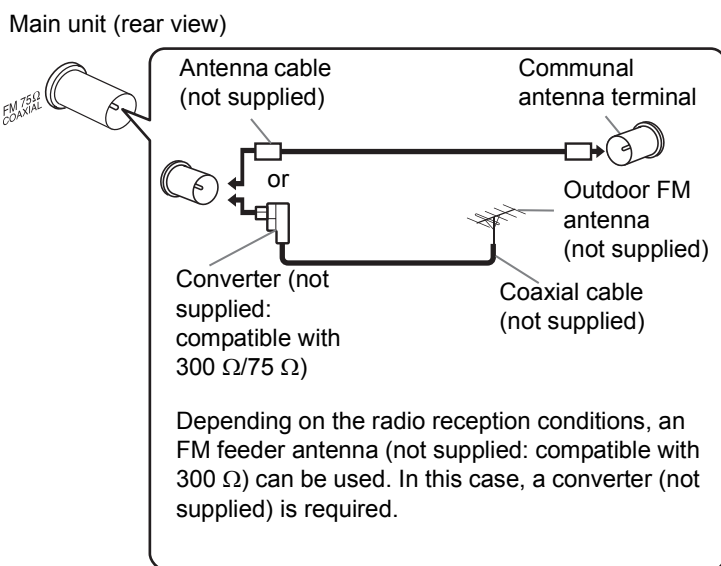 Main unit (rear view)
FM 75Ω
COAXIAL
Antenna cable
(not supplied)
Communal
antenna terminal
or
Outdoor FM
antenna
(not supplied)
Converter (not
supplied:
compatible with
300 Ω/75 Ω)
Coaxial cable
(not supplied)
Depending on the radio reception conditions, an
FM feeder antenna (not supplied: compatible with
300 Ω) can be used. In this case, a converter (not
supplied) is required.